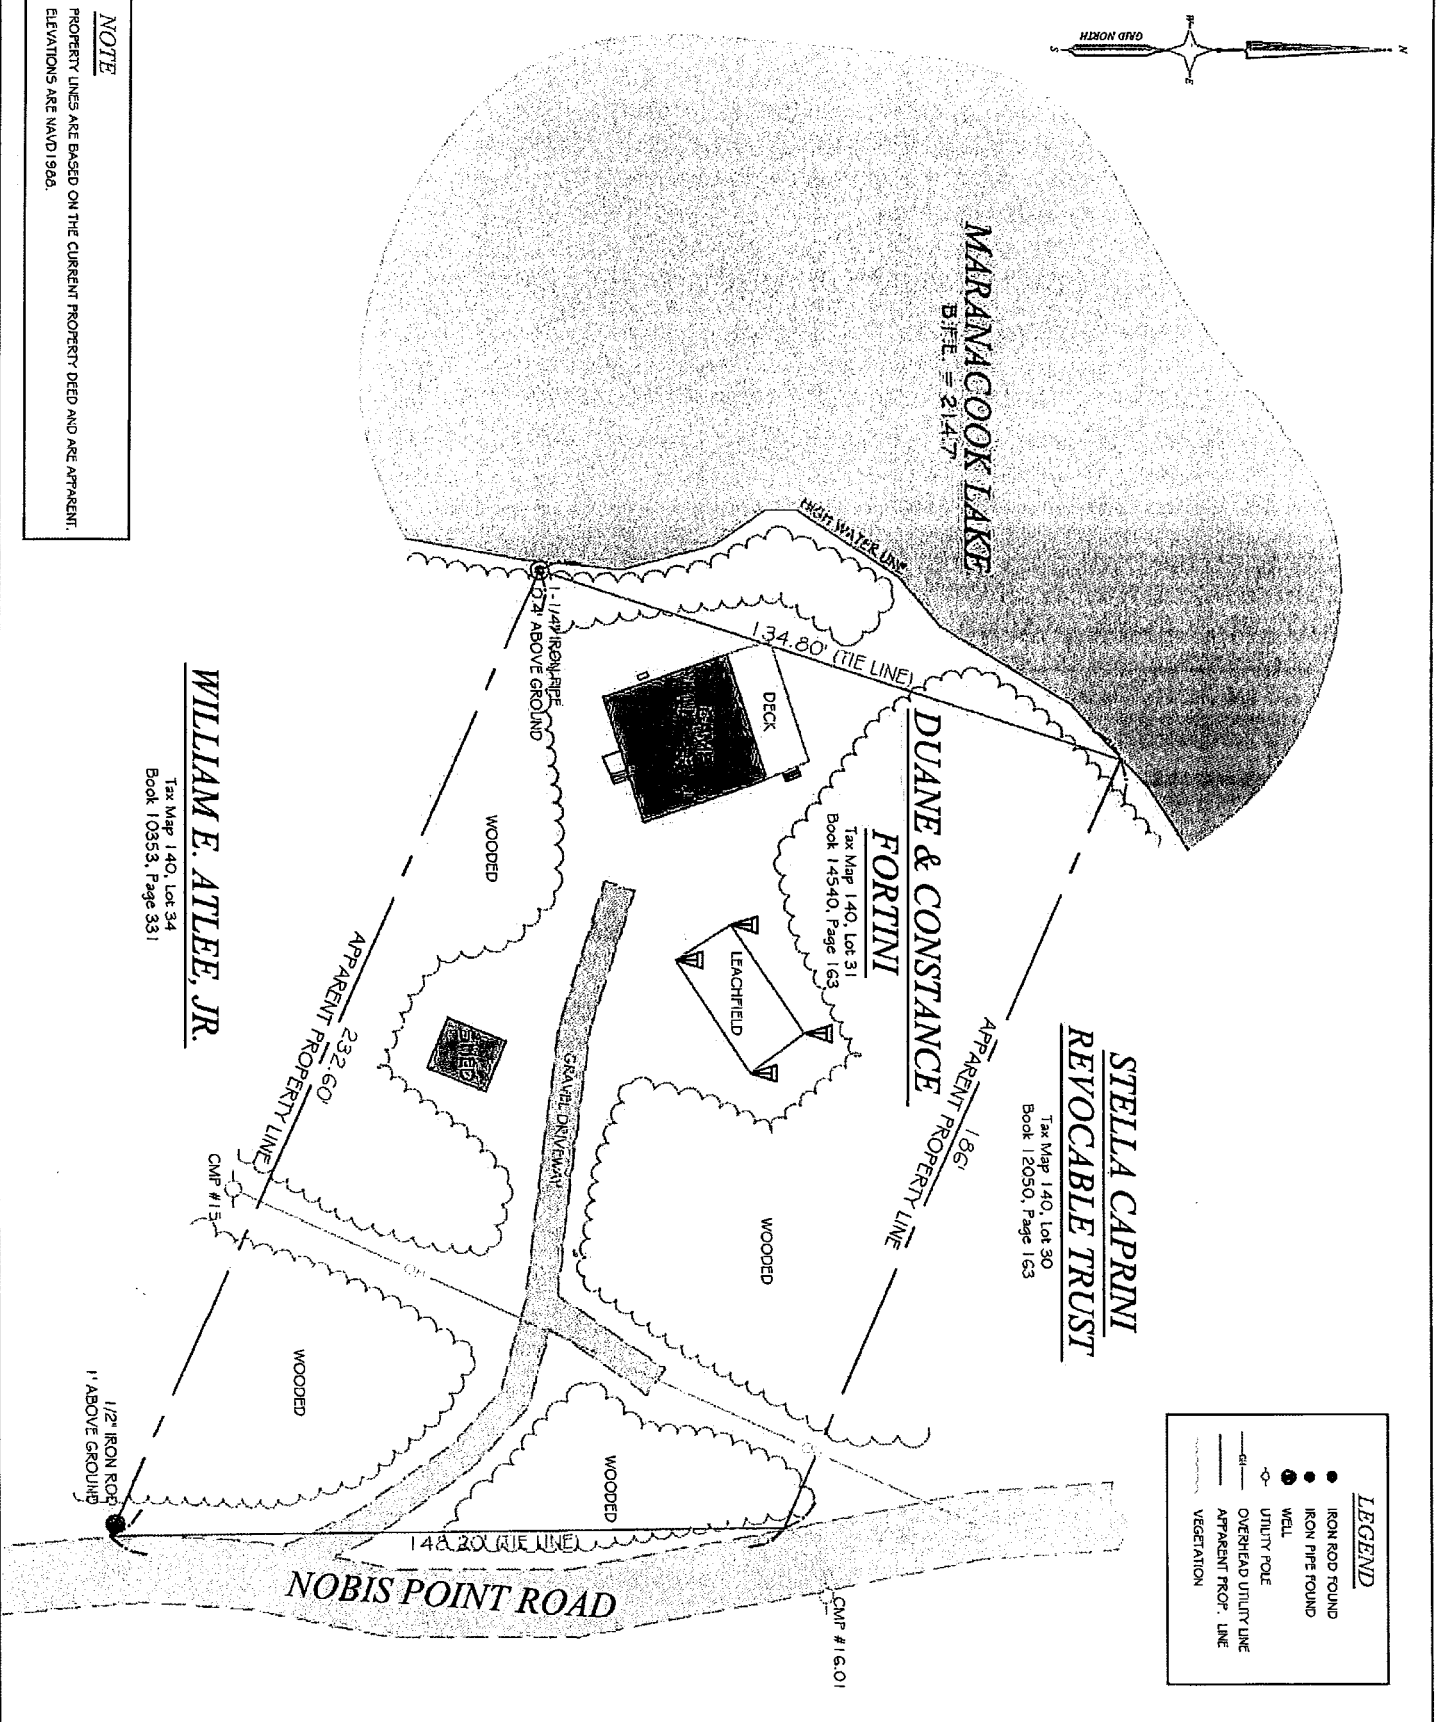 N
W
E
S
GRID NORTH
MARANACOOK LAKE
B.F.E. = 214.7'
HIGH WATER LINE
134.80' (TIE LINE)
1-1/4" IRON PIPE
0.4' ABOVE GROUND
DECK
DUANE & CONSTANCE
FORTINI
Tax Map 140, Lot 31
Book 14540, Page 163
STELLA CAPRINI
REVOCABLE TRUST
Tax Map 140, Lot 30
Book 12050, Page 163
186'
APPARENT PROPERTY LINE
LEACHFIELD
WOODED
SHED
GRAVEL DRIVEWAY
WILLIAM E. ATLEE, JR.
Tax Map 140, Lot 34
Book 10353, Page 331
232.60'
APPARENT PROPERTY LINE
CMP #15
OH
WOODED
WOODED
WOODED
1/2" IRON ROD
1' ABOVE GROUND
148.20' (TIE LINE)
NOBIS POINT ROAD
CMP #16.01
LEGEND
IRON ROD FOUND
IRON PIPE FOUND
WELL
UTILITY POLE
OH OVERHEAD UTILITY LINE
APPARENT PROP. LINE
VEGETATION
NOTE
PROPERTY LINES ARE BASED ON THE CURRENT PROPERTY DEED AND ARE APPARENT.
ELEVATIONS ARE NAVD1988.